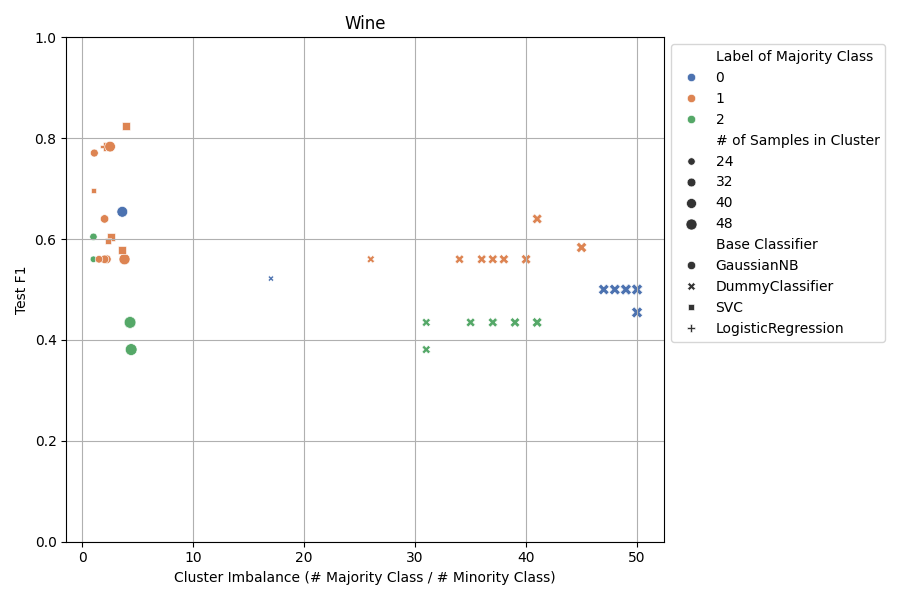 Wine
1.0
0.8
0.6
0.4
0.2
0.0
Test F1
0
10
20
30
40
50
Cluster Imbalance (# Majority Class / # Minority Class)
Label of Majority Class
0
1
2
# of Samples in Cluster
24
32
40
48
Base Classifier
GaussianNB
DummyClassifier
SVC
LogisticRegression